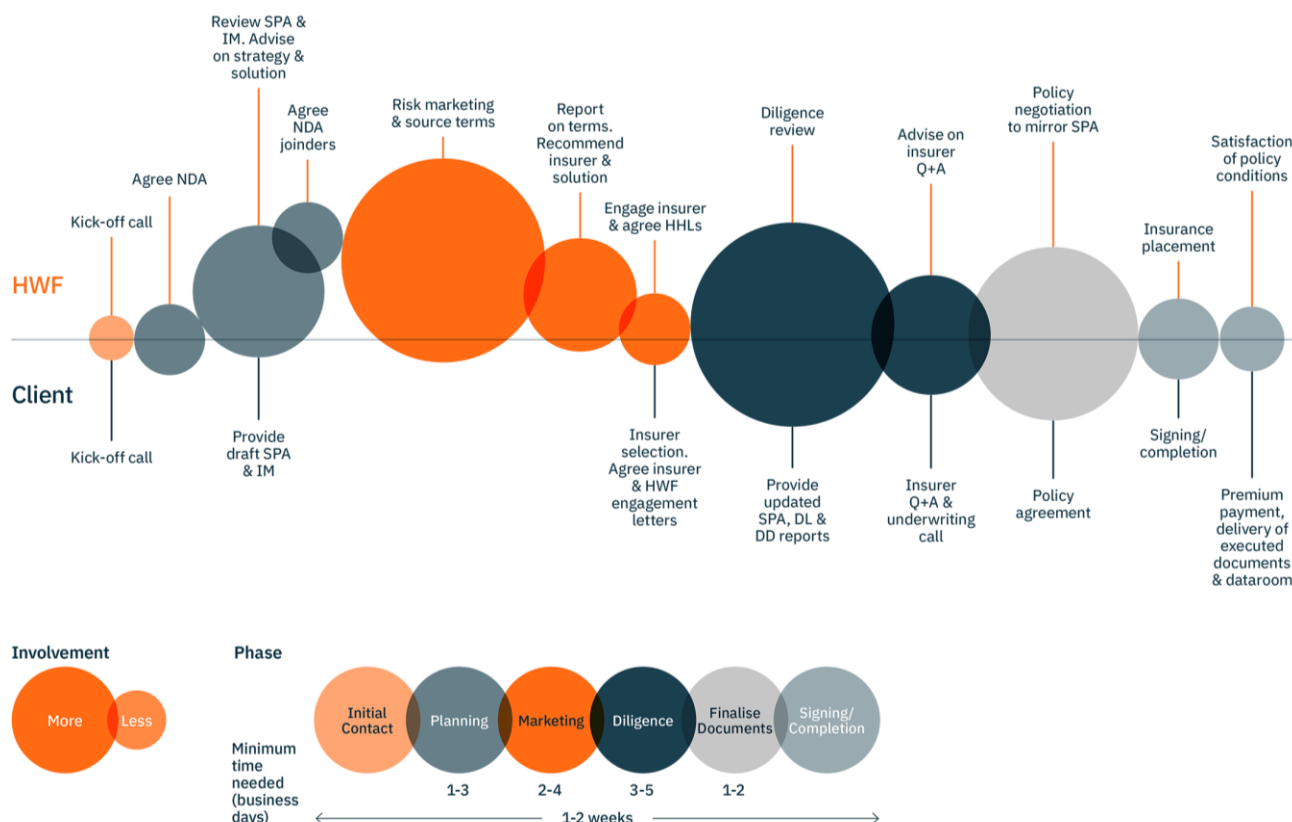 Review SPA &
IM. Advise
on strategy &
solution
Agree
NDA
joinders
Risk marketing
& source terms
Report
on terms.
Recommend
insurer &
solution
Diligence
review
Advise on
insurer
Q+A
Policy
negotiation
to mirror SPA
Satisfaction
of policy
conditions
Agree NDA
Kick-off call
Engage insurer
& agree HHLs
Insurance
placement
HWF
Client
Kick-off call
Provide
draft SPA
& IM
Insurer
selection.
Agree insurer
& HWF
engagement
letters
Provide
updated
SPA, DL &
DD reports
Insurer
Q+A &
underwriting
call
Policy
agreement
Signing/
completion
Premium
payment,
delivery of
executed
documents
& dataroom
Involvement
More
Less
Phase
Initial
Contact
Planning
Marketing
Diligence
Finalise
Documents
Signing/
Completion
Minimum
time
needed
(business
days)
1-3
2-4
3-5
1-2
1-2 weeks